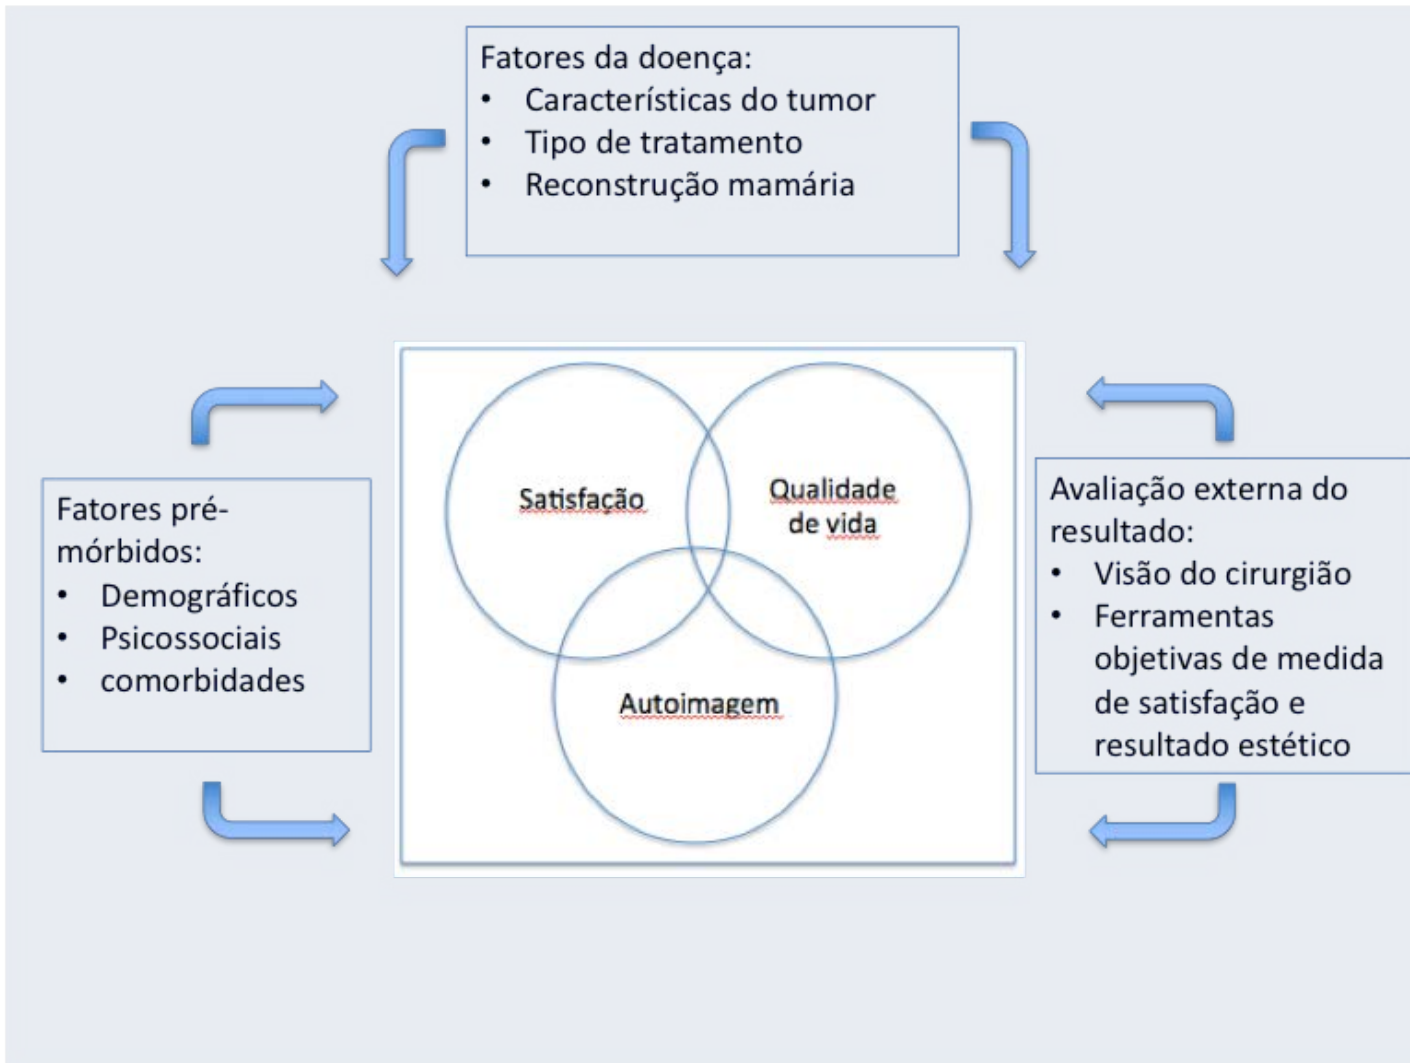 Fatores da doença:
• Características do tumor
• Tipo de tratamento
• Reconstrução mamária
Satisfação
Qualidade
de vida
Autoimagem
Fatores pré-
mórbidos:
• Demográficos
• Psicossociais
• comorbidades
Avaliação externa do
resultado:
• Visão do cirurgião
• Ferramentas
objetivas de medida
de satisfação e
resultado estético